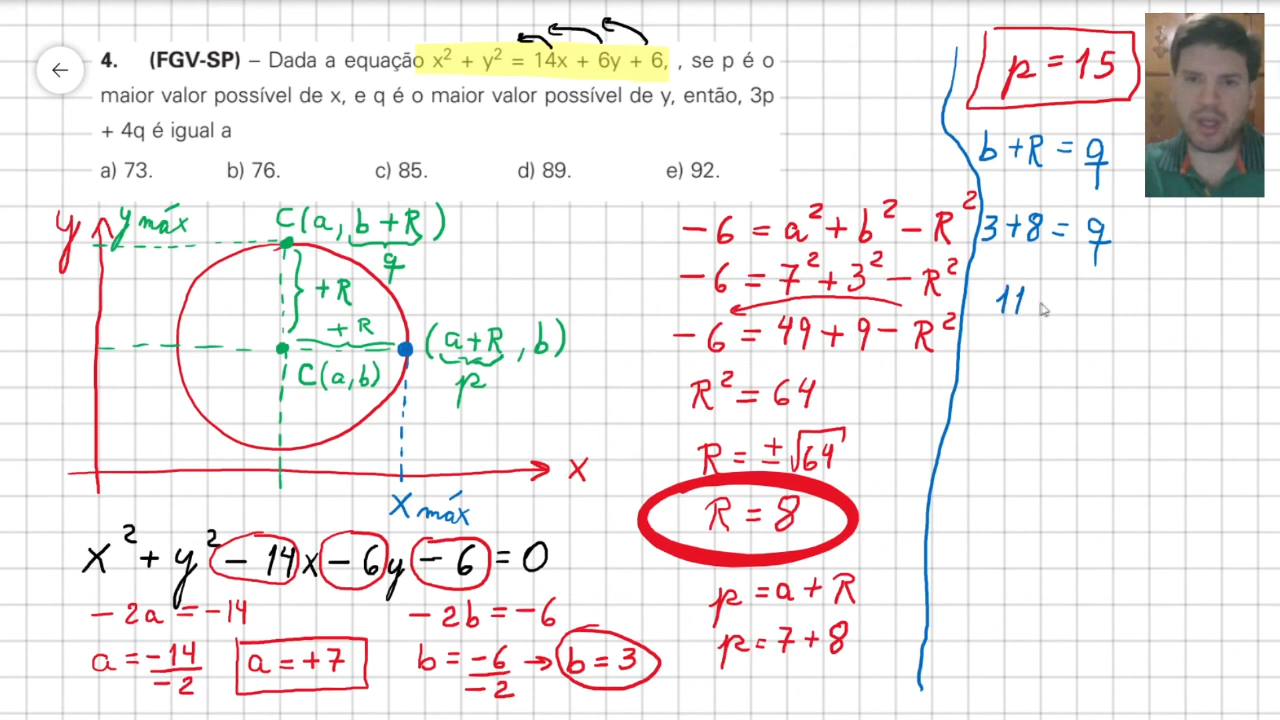 4. (FGV-SP) – Dada a equação x² + y² = 14x + 6y + 6, , se p é o
maior valor possível de x, e q é o maior valor possível de y, então, 3p
+ 4q é igual a
a) 73. b) 76. c) 85. d) 89. e) 92.
y y máx C(a, b + R)
q
+ R
+ R
(a+R, b)
C(a,b) p
x
x máx
x² + y² - 14x - 6y - 6 = 0
- 2a = -14 - 2b = -6
a = -14/-2 a = +7 b = -6/-2 → b = 3
- 6 = a² + b² - R²
- 6 = 7² + 3² - R²
- 6 = 49 + 9 - R²
R² = 64
R = ±√64
R = 8
p = a + R
p = 7 + 8
p = 15
b + R = q
3 + 8 = q
11